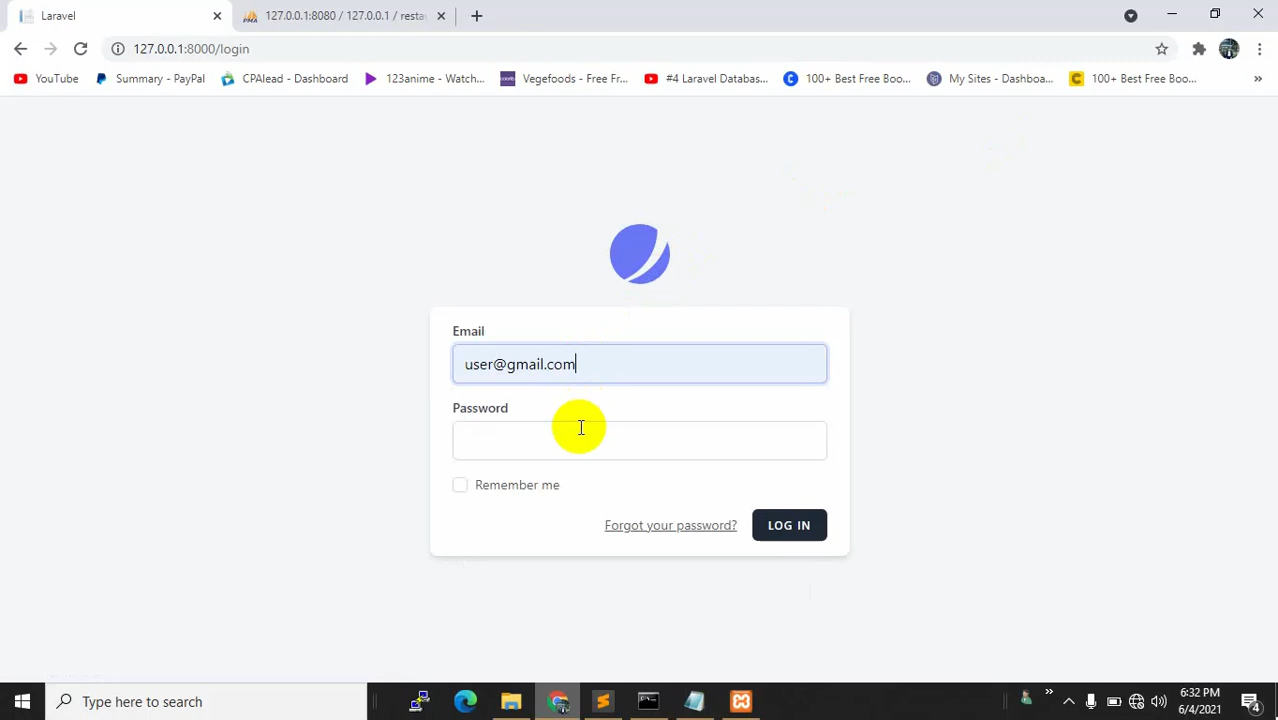 Laravel
127.0.0.1:8080 / 127.0.0.1 / resta
127.0.0.1:8000/login
YouTube
Summary - PayPal
CPAlead - Dashboard
123anime - Watch...
Vegefoods - Free Fr...
#4 Laravel Databas...
100+ Best Free Boo...
My Sites - Dashboa...
100+ Best Free Boo...
»
Email
user@gmail.com
Password
Remember me
Forgot your password?
LOG IN
Type here to search
6:32 PM
6/4/2021
4